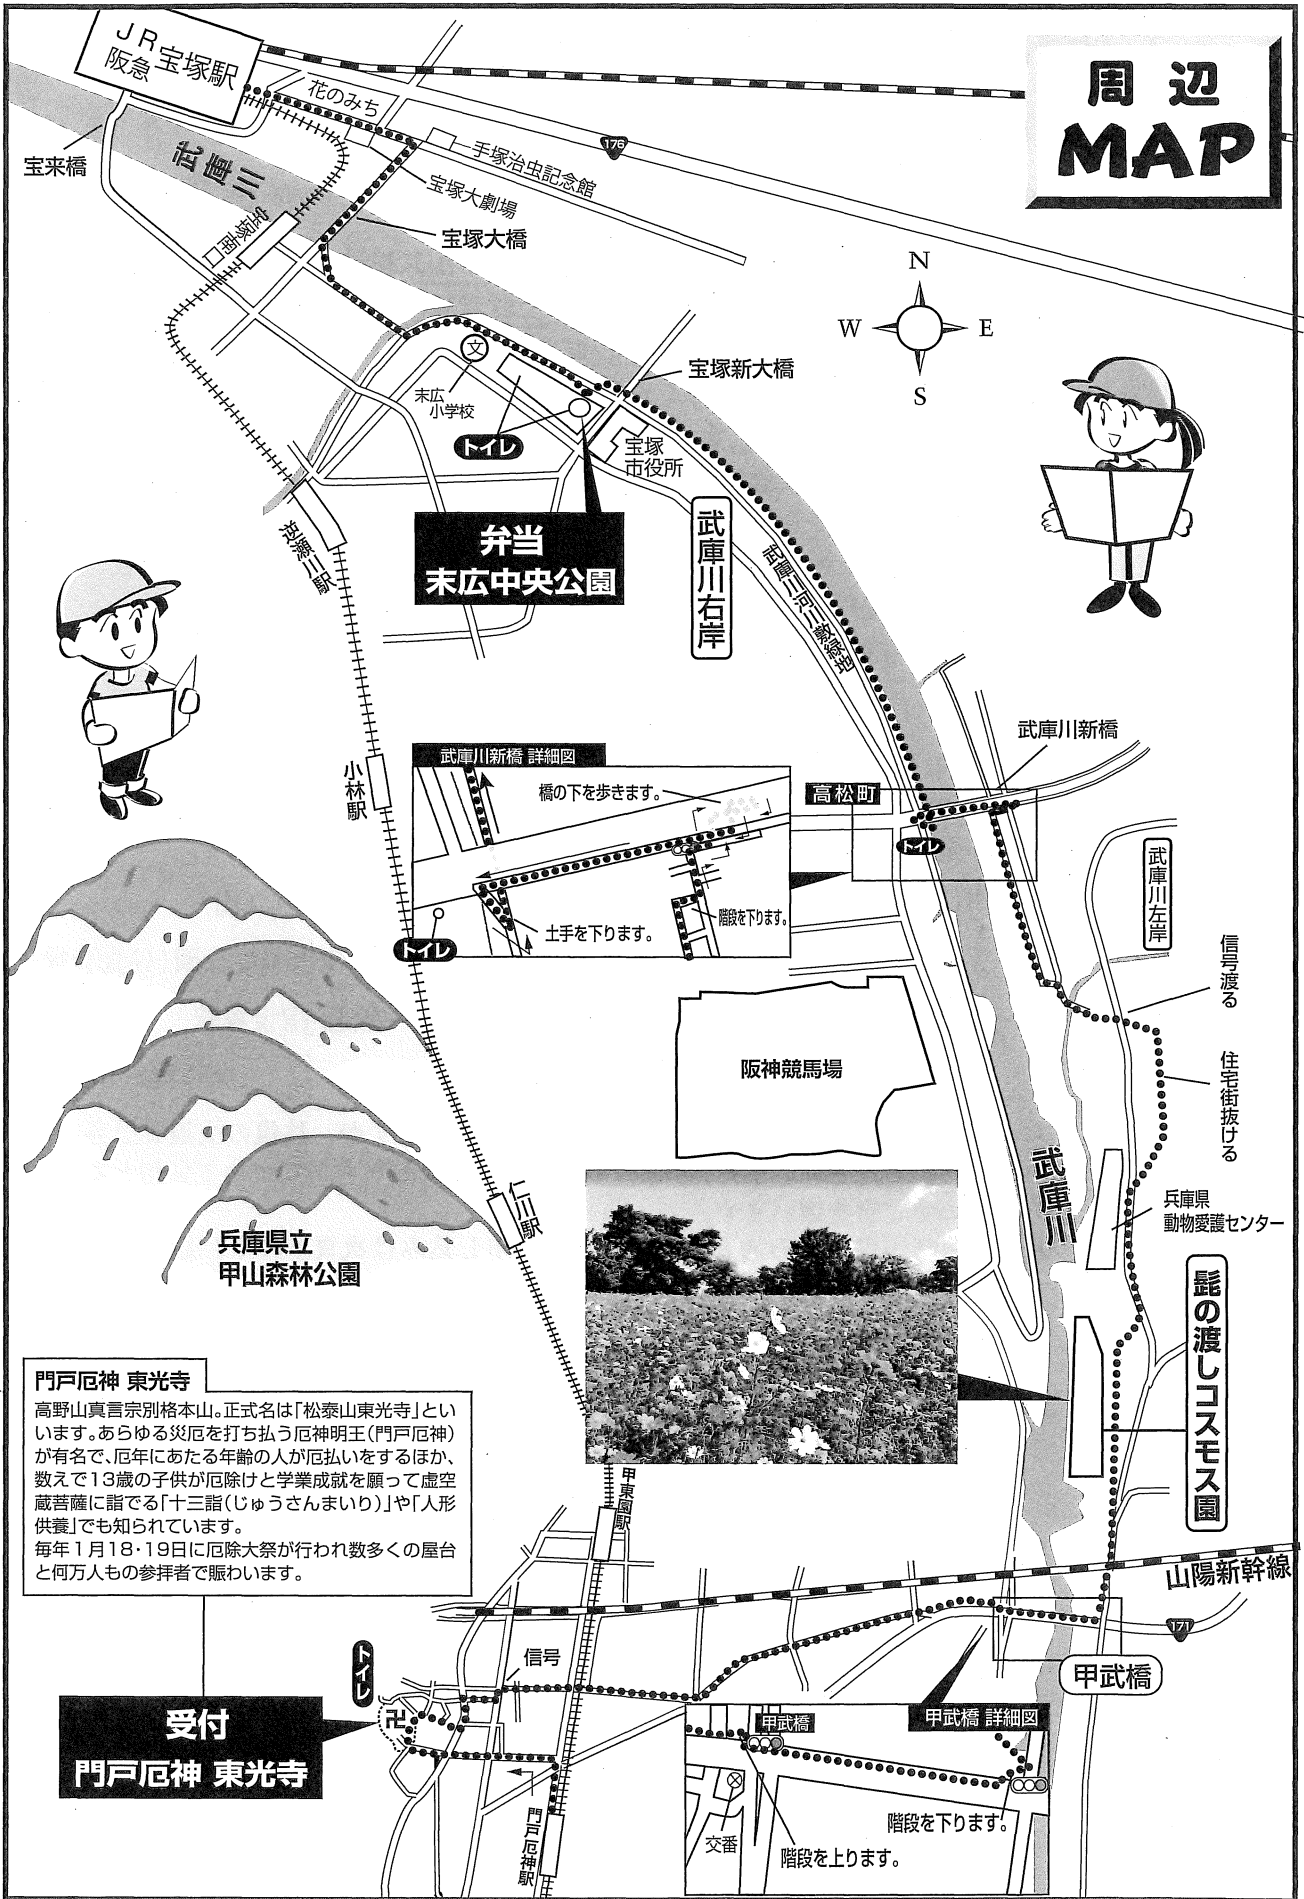 周辺
MAP
JR
阪急
宝塚駅
花のみち
176
手塚治虫記念館
宝塚大劇場
宝来橋
武庫川
宝塚南
宝塚大橋
N
W
E
S
宝塚新大橋
文
末広
小学校
トイレ
宝塚
市役所
弁当
末広中央公園
武庫川右岸
武庫川河川敷緑地
逆瀬川駅
小林駅
武庫川新橋
武庫川新橋 詳細図
橋の下を歩きます。
高松町
トイレ
階段を下ります。
土手を下ります。
トイレ
武庫川左岸
信号渡る
住宅街抜ける
阪神競馬場
武庫川
兵庫県
動物愛護センター
仁川駅
兵庫県立
甲山森林公園
髭の渡しコスモス園
門戸厄神 東光寺
高野山真言宗別格本山。正式名は「松泰山東光寺」とい
います。あらゆる災厄を打ち払う厄神明王(門戸厄神)
が有名で、厄年にあたる年齢の人が厄払いをするほか、
数えで13歳の子供が厄除けと学業成就を願って虚空
蔵菩薩に詣でる「十三詣(じゅうさんまいり)」や「人形
供養」でも知られています。
毎年1月18・19日に厄除大祭が行われ数多くの屋台
と何万人もの参拝者で賑わいます。
甲東園駅
山陽新幹線
171
甲武橋
信号
トイレ
卍
受付
門戸厄神 東光寺
門戸厄神駅
甲武橋
甲武橋 詳細図
交番
階段を下ります。
階段を上ります。